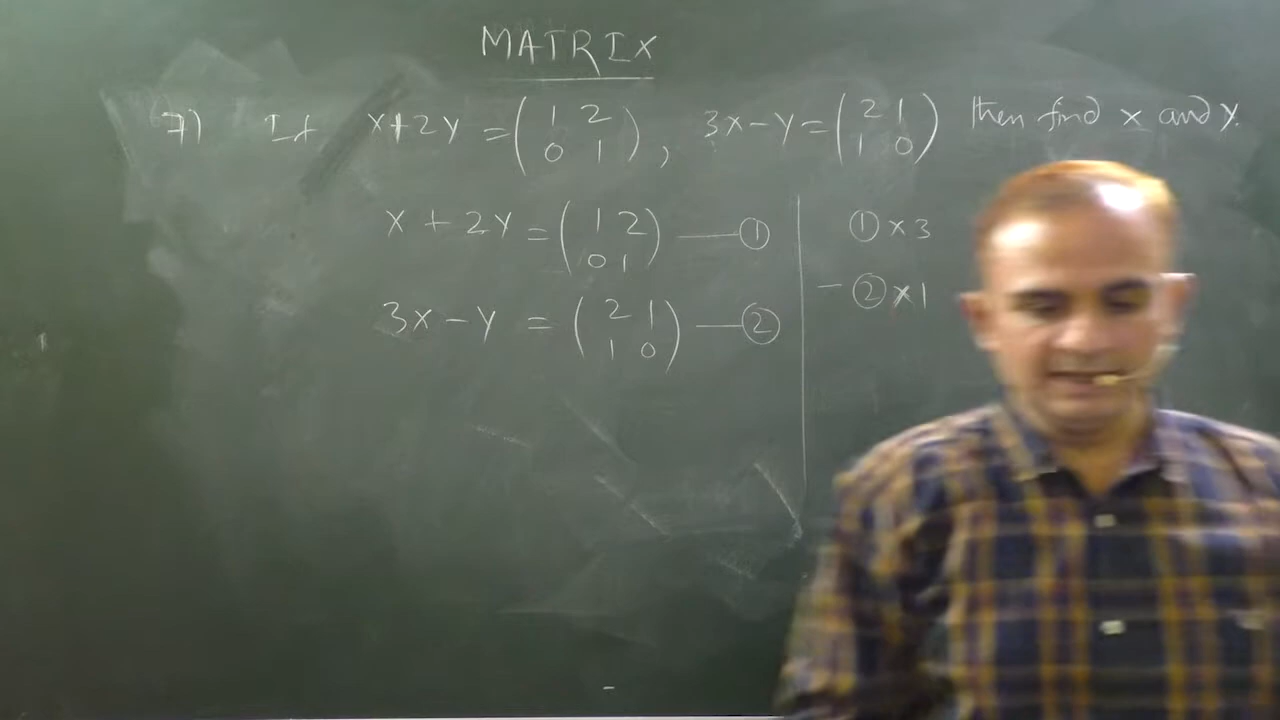 MATRIX
7) If X+2Y = (1 2 0 1), 3X-Y = (2 1 1 0) then find x and y.
X + 2Y = (1 2 0 1) —①
3X - Y = (2 1 1 0) —②
① x 3
- ② x 1